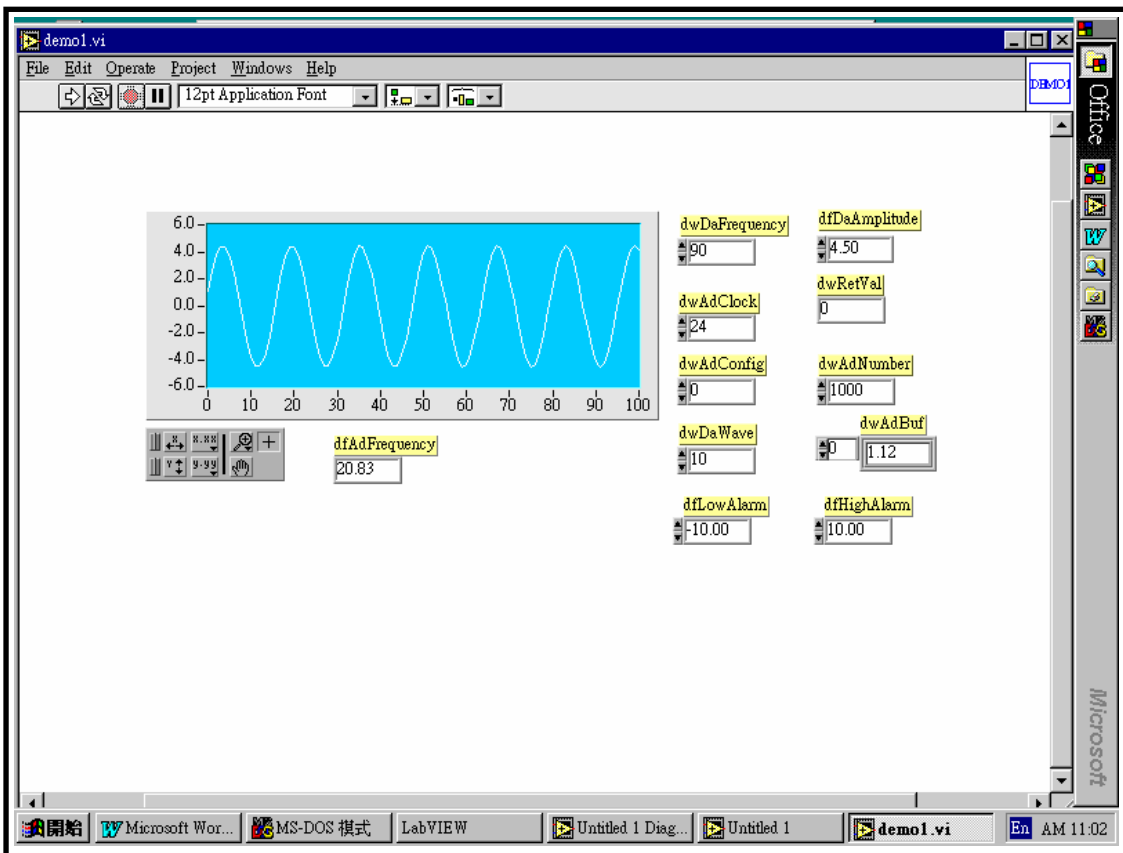 demo1.vi
File Edit Operate Project Windows Help
12pt Application Font
DEMO1
Office
6.0
4.0
2.0
0.0
-2.0
-4.0
-6.0
0 10 20 30 40 50 60 70 80 90 100
X X.XX
Y Y.YY
dfAdFrequency
20.83
dwDaFrequency dfDaAmplitude
90 4.50
dwRetVal
0
dwAdClock
24
dwAdConfig dwAdNumber
0 1000
dwDaWave dwAdBuf
10 0 1.12
dfLowAlarm dfHighAlarm
-10.00 10.00
Microsoft
開始 Microsoft Wor... MS-DOS 模式 LabVIEW Untitled 1 Diag... Untitled 1 demo1.vi En AM 11:02